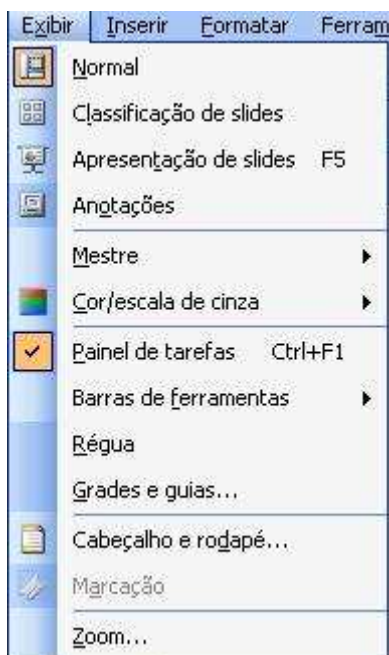 Exibir Inserir Formatar Ferram
Normal
Classificação de slides
Apresentação de slides F5
Anotações
Mestre
Cor/escala de cinza
Painel de tarefas Ctrl+F1
Barras de ferramentas
Régua
Grades e guias...
Cabeçalho e rodapé...
Marcação
Zoom...